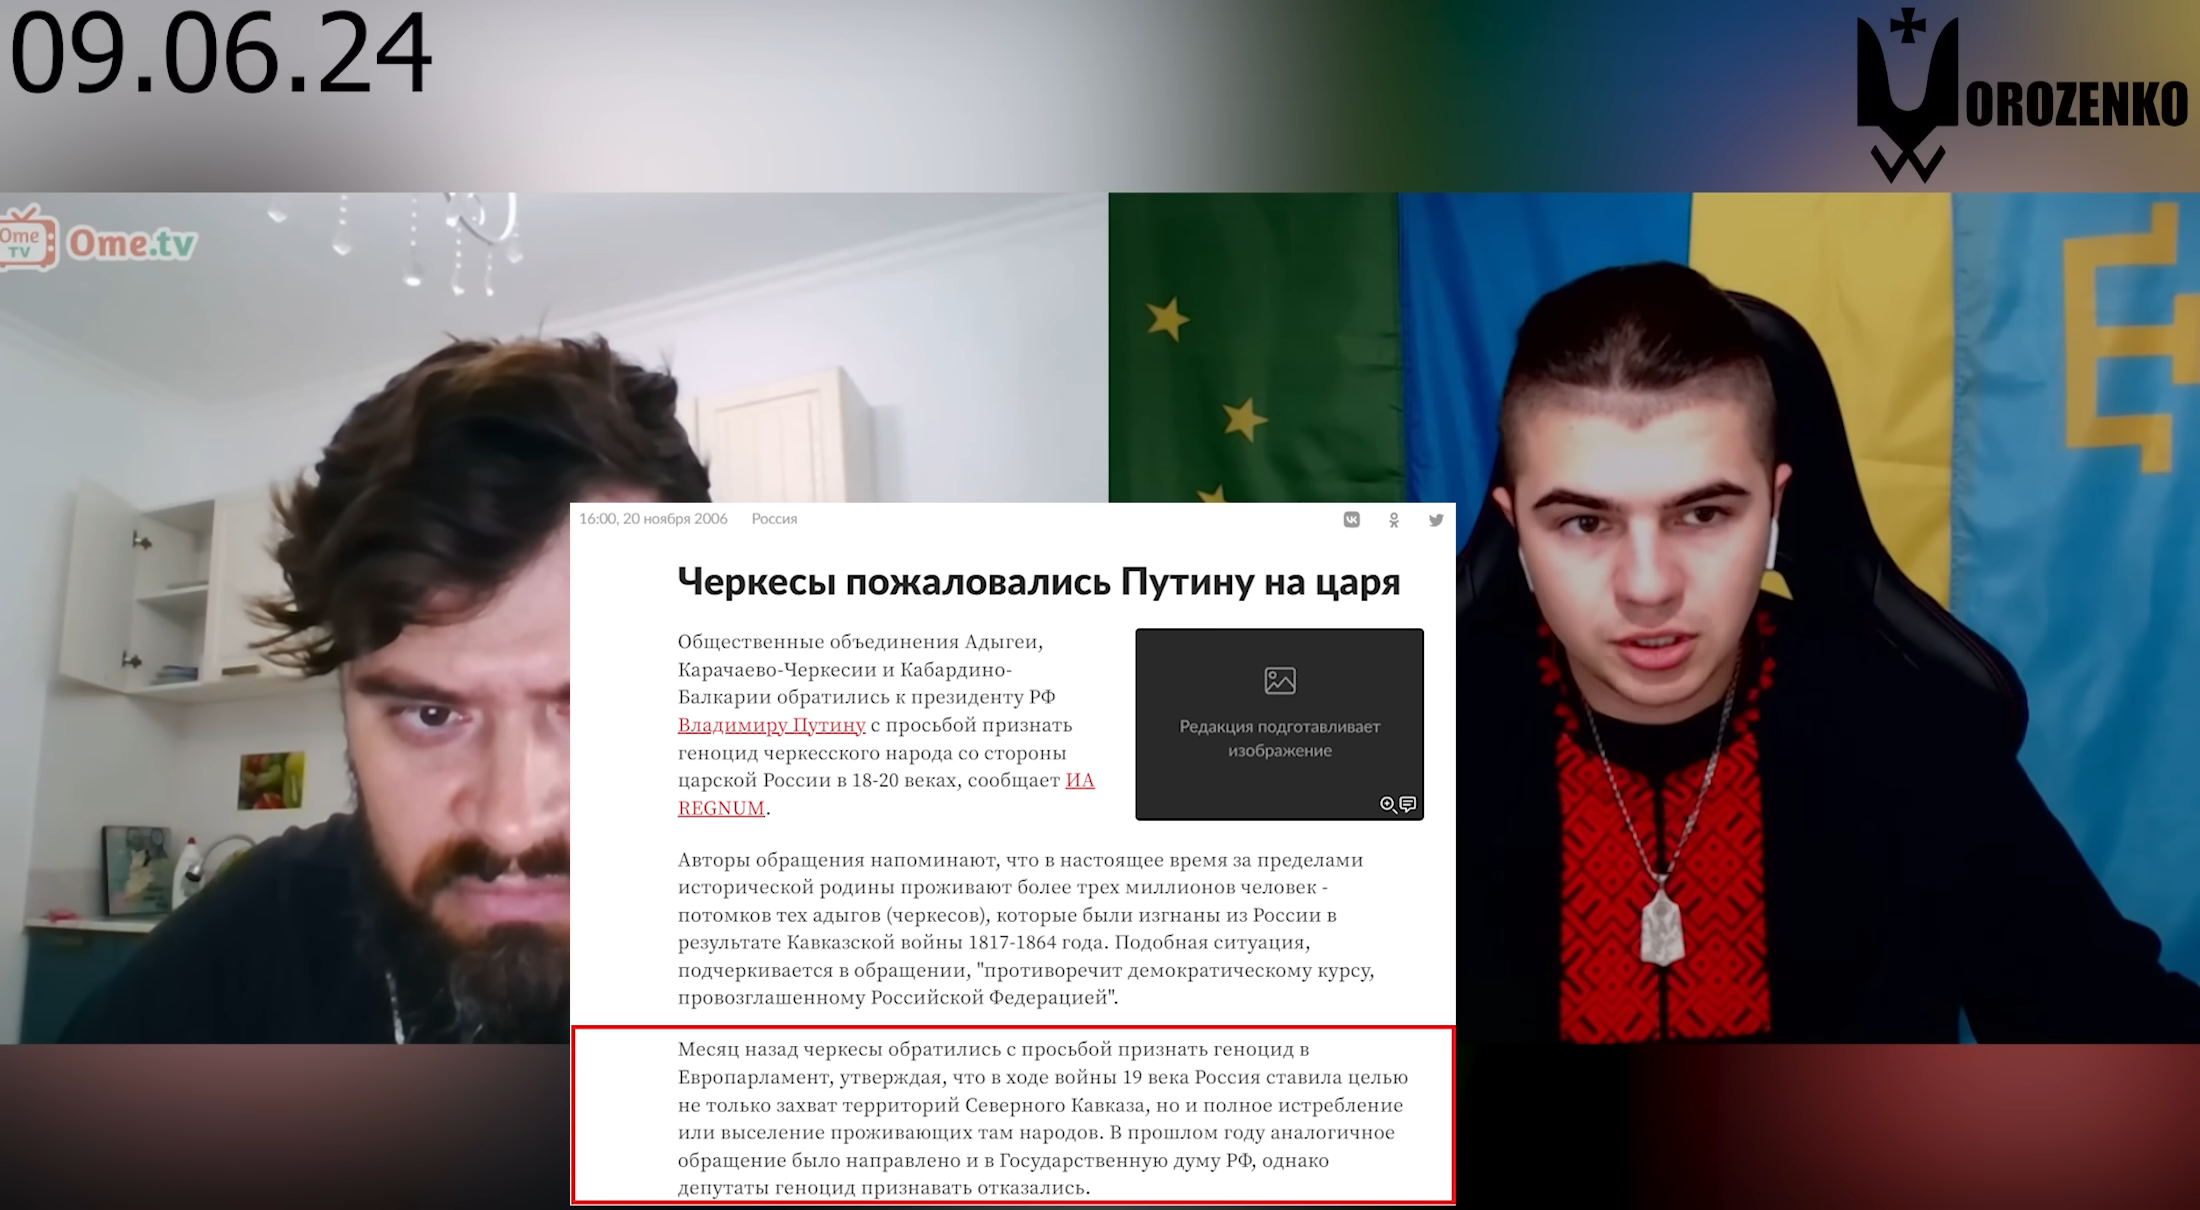 09.06.24
OROZENKO
Ome
TV
Ome.tv
16:00, 20 ноября 2006 Россия
Черкесы пожаловались Путину на царя
Общественные объединения Адыгеи,
Карачаево-Черкесии и Кабардино-
Балкарии обратились к президенту РФ
Владимиру Путину с просьбой признать
геноцид черкесского народа со стороны
царской России в 18-20 веках, сообщает ИА
REGNUM.
Редакция подготавливает
изображение
Авторы обращения напоминают, что в настоящее время за пределами
исторической родины проживают более трех миллионов человек -
потомков тех адыгов (черкесов), которые были изгнаны из России в
результате Кавказской войны 1817-1864 года. Подобная ситуация,
подчеркивается в обращении, "противоречит демократическому курсу,
провозглашенному Российской Федерацией".
Месяц назад черкесы обратились с просьбой признать геноцид в
Европарламент, утверждая, что в ходе войны 19 века Россия ставила целью
не только захват территорий Северного Кавказа, но и полное истребление
или выселение проживающих там народов. В прошлом году аналогичное
обращение было направлено и в Государственную думу РФ, однако
депутаты геноцид признавать отказались.